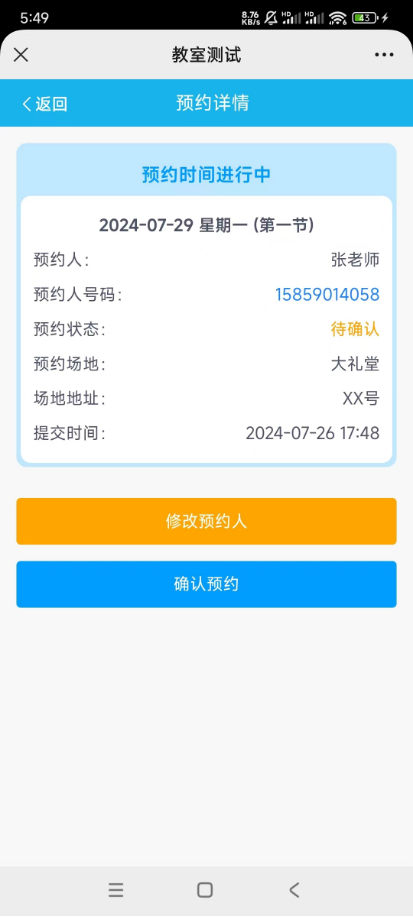 5:49
8.76 KB/s HD HD 43
教室测试
返回
预约详情
预约时间进行中
2024-07-29 星期一 (第一节)
预约人: 张老师
预约人号码: 15859014058
预约状态: 待确认
预约场地: 大礼堂
场地地址: XX号
提交时间: 2024-07-26 17:48
修改预约人
确认预约